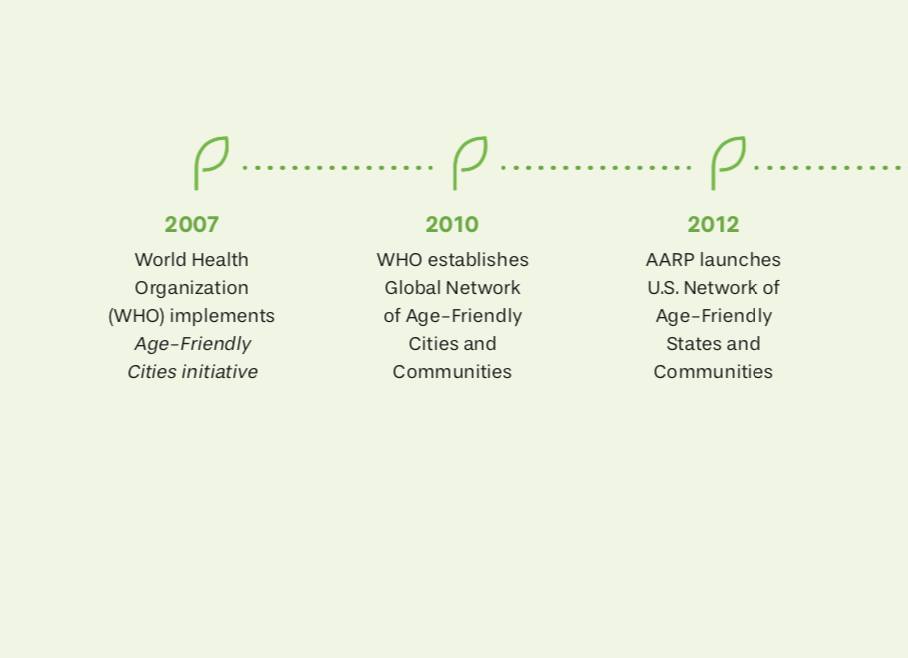 2007
World Health
Organization
(WHO) implements
Age-Friendly
Cities initiative
2010
WHO establishes
Global Network
of Age-Friendly
Cities and
Communities
2012
AARP launches
U.S. Network of
Age-Friendly
States and
Communities